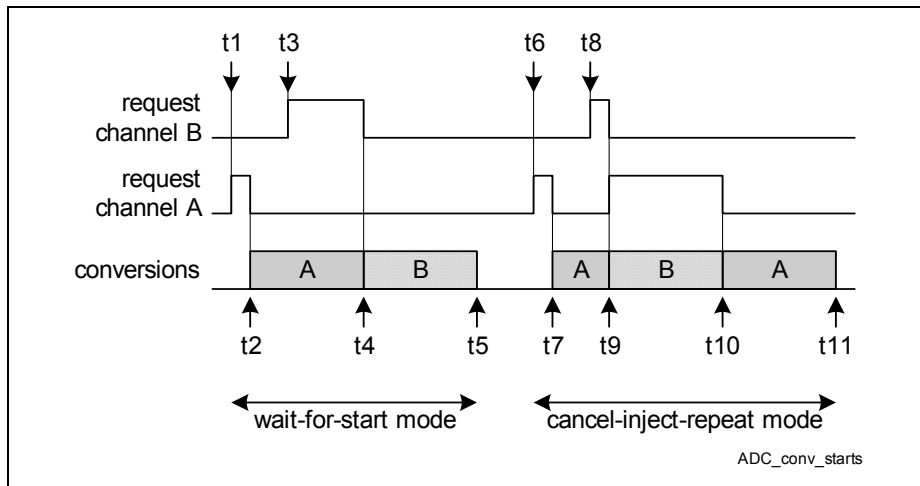 t1 t3 t6 t8
request
channel B
request
channel A
conversions A B A B A
t2 t4 t5 t7 t9 t10 t11
wait-for-start mode cancel-inject-repeat mode
ADC_conv_starts